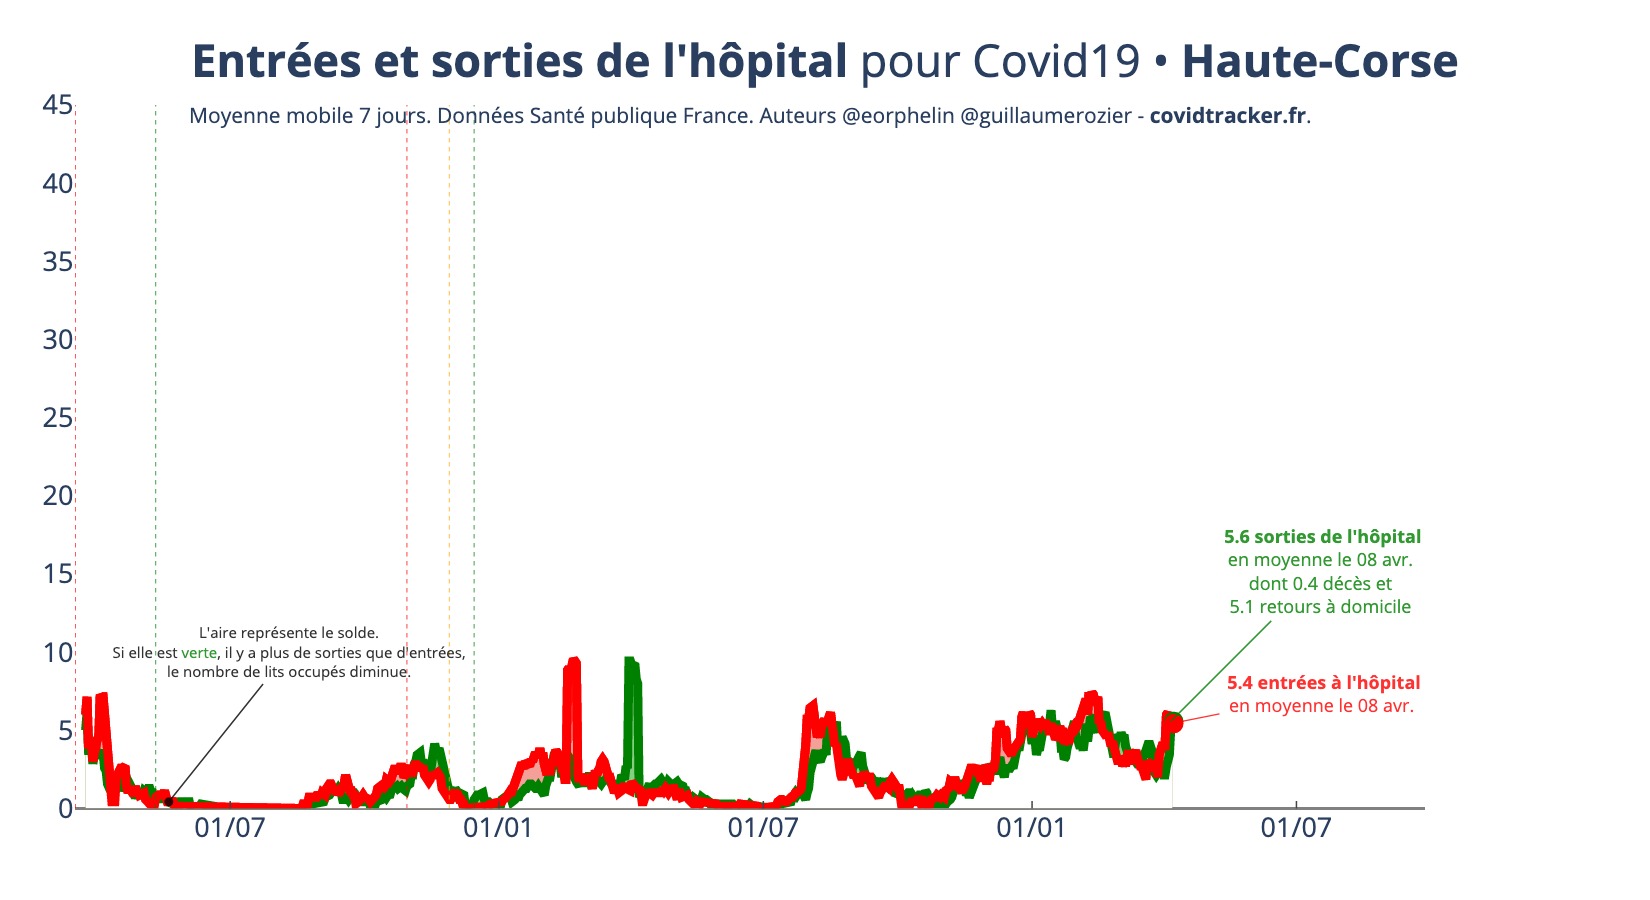 Entrées et sorties de l'hôpital pour Covid19 • Haute-Corse
Moyenne mobile 7 jours. Données Santé publique France. Auteurs @eorphelin @guillaumerozier - covidtracker.fr.
45
40
35
30
25
20
15
10
5
0
L'aire représente le solde.
Si elle est verte, il y a plus de sorties que d'entrées,
le nombre de lits occupés diminue.
5.6 sorties de l'hôpital
en moyenne le 08 avr.
dont 0.4 décès et
5.1 retours à domicile
5.4 entrées à l'hôpital
en moyenne le 08 avr.
01/07
01/01
01/07
01/01
01/07